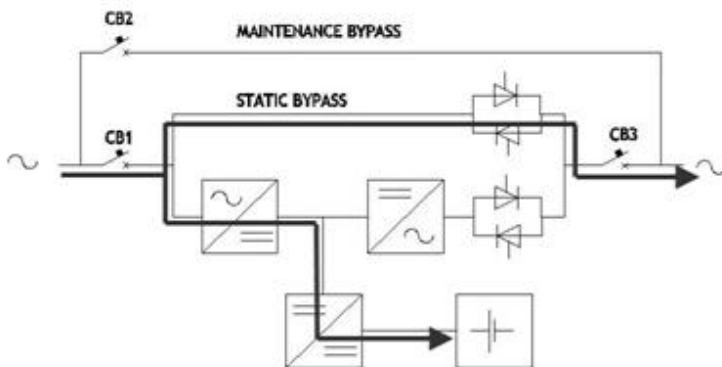 CB2
MAINTENANCE BYPASS
STATIC BYPASS
CB1
CB3